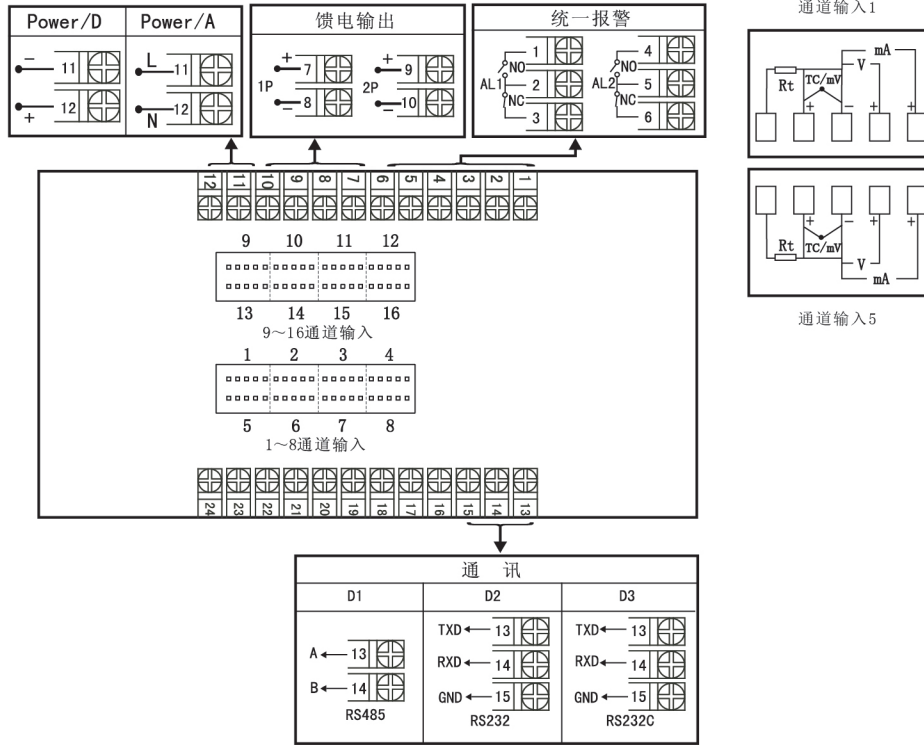 Power/D Power/A
- 11 L 11
+ 12 N 12
馈电输出
1P + 7 2P + 9
- 8 - 10
统一报警
1 4
NO NO
AL1 2 AL2 5
NC NC
3 6
通道输入1
mA
V
Rt TC/mV
+ - + +
+ - + +
Rt TC/mV
V
mA
通道输入5
12 11 10 9 8 7 6 5 4 3 2 1
9 10 11 12
13 14 15 16
9～16通道输入
1 2 3 4
5 6 7 8
1～8通道输入
24 23 22 21 20 19 18 17 16 15 14 13
通 讯
D1 D2 D3
TXD 13 TXD 13
A 13 RXD 14 RXD 14
B 14 GND 15 GND 15
RS485 RS232 RS232C